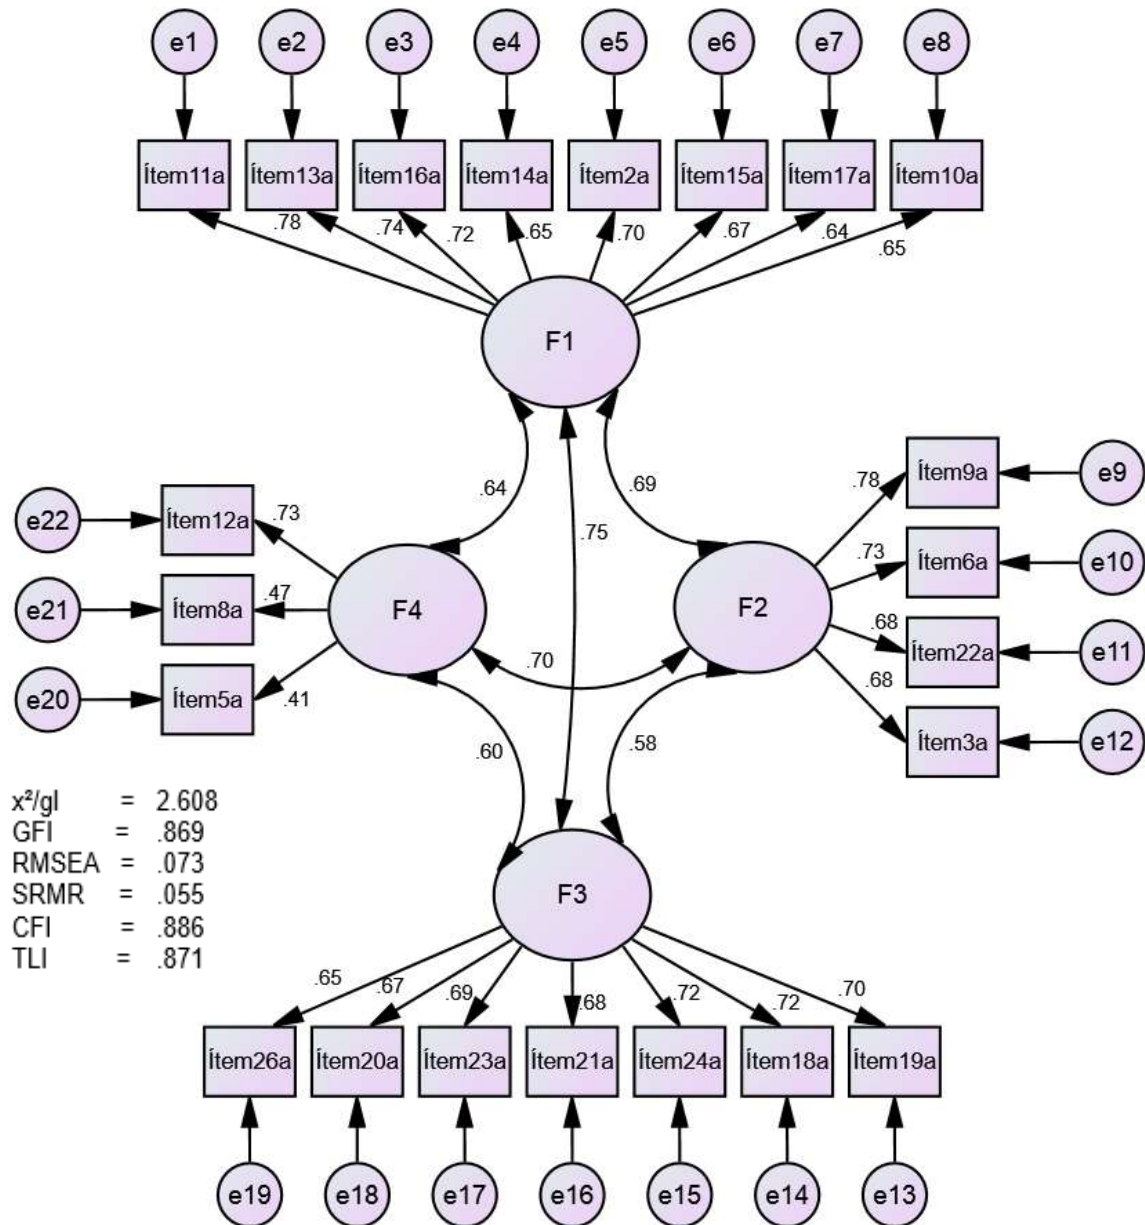 e1 e2 e3 e4 e5 e6 e7 e8
Ítem11a Ítem13a Ítem16a Ítem14a Ítem2a Ítem15a Ítem17a Ítem10a
.78 .74 .72 .65 .70 .67 .64 .65
F1
.64 .75 .69
e22 Ítem12a .73
e21 Ítem8a .47
e20 Ítem5a .41
F4
F2
.78 Ítem9a e9
.73 Ítem6a e10
.68 Ítem22a e11
.68 Ítem3a e12
.70
.60 .58
x²/gl = 2.608
GFI = .869
RMSEA = .073
SRMR = .055
CFI = .886
TLI = .871
F3
.65 .67 .69 .68 .72 .72 .70
Ítem26a Ítem20a Ítem23a Ítem21a Ítem24a Ítem18a Ítem19a
e19 e18 e17 e16 e15 e14 e13